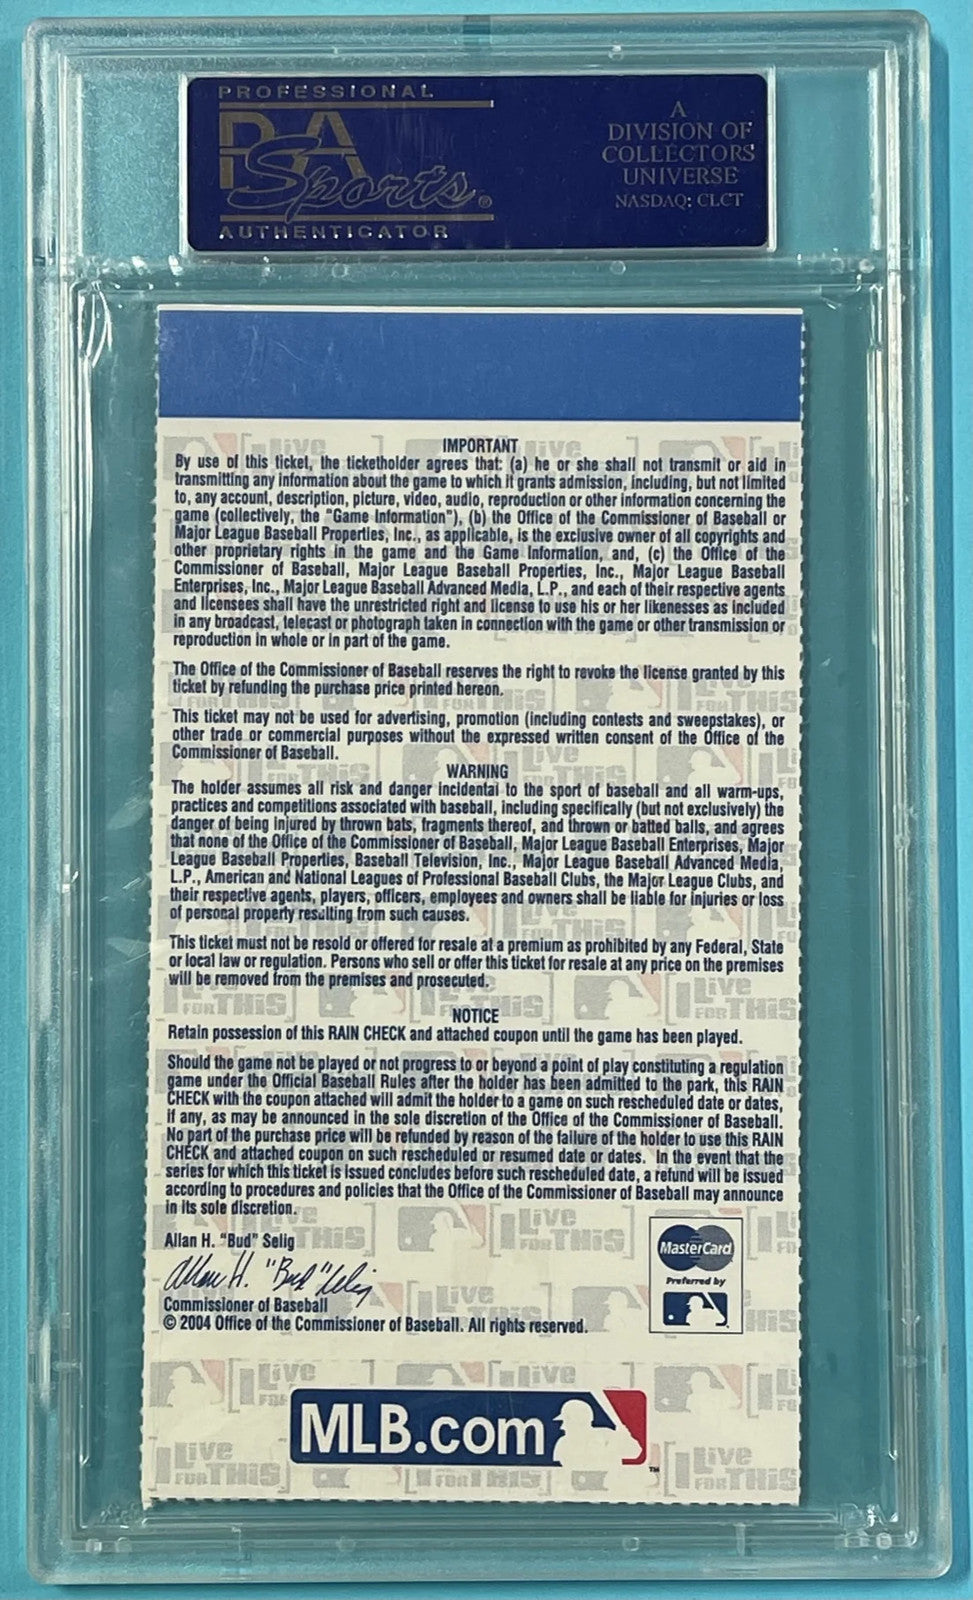 PROFESSIONAL
PSA
Sports®
AUTHENTICATOR
A
DIVISION OF
COLLECTORS
UNIVERSE
NASDAQ: CLCT
IMPORTANT
By use of this ticket, the ticketholder agrees that: (a) he or she shall not transmit or aid in
transmitting any information about the game to which it grants admission, including, but not limited
to, any account, description, picture, video, audio, reproduction or other information concerning the
game (collectively, the "Game Information"), (b) the Office of the Commissioner of Baseball or
Major League Baseball Properties, Inc., as applicable, is the exclusive owner of all copyrights and
other proprietary rights in the game and the Game Information, and, (c) the Office of the
Commissioner of Baseball, Major League Baseball Properties, Inc., Major League Baseball
Enterprises, Inc., Major League Baseball Advanced Media, L.P., and each of their respective agents
and licensees shall have the unrestricted right and license to use his or her likenesses as included
in any broadcast, telecast or photograph taken in connection with the game or other transmission or
reproduction in whole or in part of the game.
The Office of the Commissioner of Baseball reserves the right to revoke the license granted by this
ticket by refunding the purchase price printed hereon.
This ticket may not be used for advertising, promotion (including contests and sweepstakes), or
other trade or commercial purposes without the expressed written consent of the Office of the
Commissioner of Baseball.
WARNING
The holder assumes all risk and danger incidental to the sport of baseball and all warm-ups,
practices and competitions associated with baseball, including specifically (but not exclusively) the
danger of being injured by thrown bats, fragments thereof, and thrown or batted balls, and agrees
that none of the Office of the Commissioner of Baseball, Major League Baseball Enterprises, Major
League Baseball Properties, Baseball Television, Inc., Major League Baseball Advanced Media,
L.P., American and National Leagues of Professional Baseball Clubs, the Major League Clubs, and
their respective agents, players, officers, employees and owners shall be liable for injuries or loss
of personal property resulting from such causes.
This ticket must not be resold or offered for resale at a premium as prohibited by any Federal, State
or local law or regulation. Persons who sell or offer this ticket for resale at any price on the premises
will be removed from the premises and prosecuted.
NOTICE
Retain possession of this RAIN CHECK and attached coupon until the game has been played.
Should the game not be played or not progress to or beyond a point of play constituting a regulation
game under the Official Baseball Rules after the holder has been admitted to the park, this RAIN
CHECK with the coupon attached will admit the holder to a game on such rescheduled date or dates,
if any, as may be announced in the sole discretion of the Office of the Commissioner of Baseball.
No part of the purchase price will be refunded by reason of the failure of the holder to use this RAIN
CHECK and attached coupon on such rescheduled or resumed date or dates. In the event that the
series for which this ticket is issued concludes before such rescheduled date, a refund will be issued
according to procedures and policies that the Office of the Commissioner of Baseball may announce
in its sole discretion.
Allan H. "Bud" Selig
Allan H. "Bud" Selig
Commissioner of Baseball
© 2004 Office of the Commissioner of Baseball. All rights reserved.
MasterCard
Preferred by
MLB.com
™
Live
FOR THIS